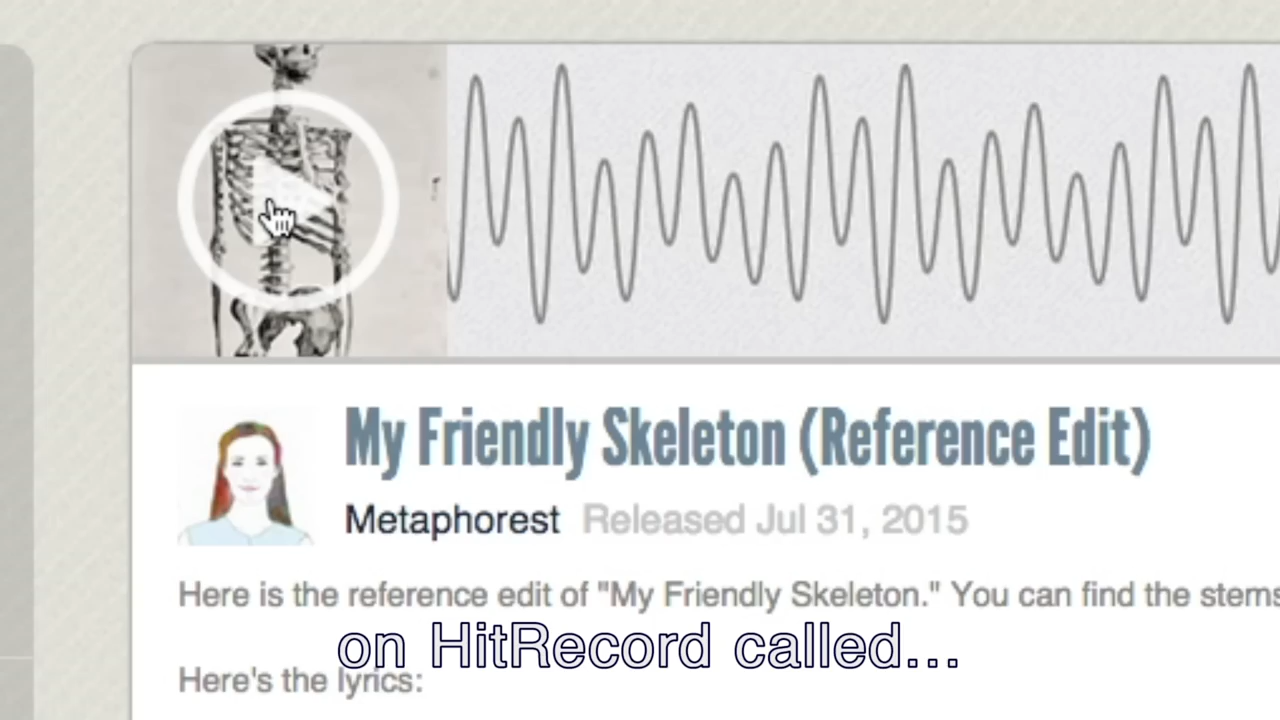 My Friendly Skeleton (Reference Edit)
Metaphorest Released Jul 31, 2015
Here is the reference edit of "My Friendly Skeleton." You can find the stems
on HitRecord called...
Here's the lyrics: